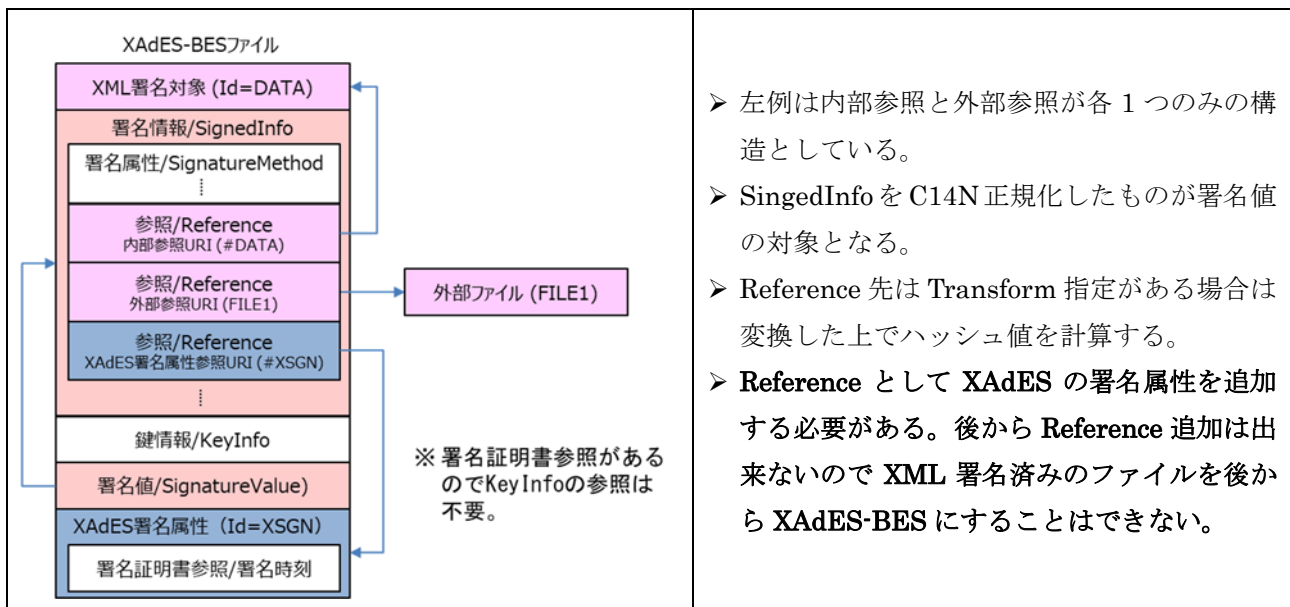 XAdES-BESファイル
XML署名対象 (Id=DATA)
署名情報/SignedInfo
署名属性/SignatureMethod
⋮
参照/Reference
内部参照URI (#DATA)
参照/Reference
外部参照URI (FILE1)
参照/Reference
XAdES署名属性参照URI (#XSGN)
⋮
鍵情報/KeyInfo
署名値/SignatureValue)
XAdES署名属性 (Id=XSGN)
署名証明書参照/署名時刻
外部ファイル (FILE1)
※ 署名証明書参照がある
のでKeyInfoの参照は
不要。
➢ 左例は内部参照と外部参照が各 1 つのみの構
造としている。
➢ SingedInfo を C14N 正規化したものが署名値
の対象となる。
➢ Reference 先は Transform 指定がある場合は
変換した上でハッシュ値を計算する。
➢ Reference として XAdES の署名属性を追加
する必要がある。後から Reference 追加は出
来ないので XML 署名済みのファイルを後か
ら XAdES-BES にすることはできない。